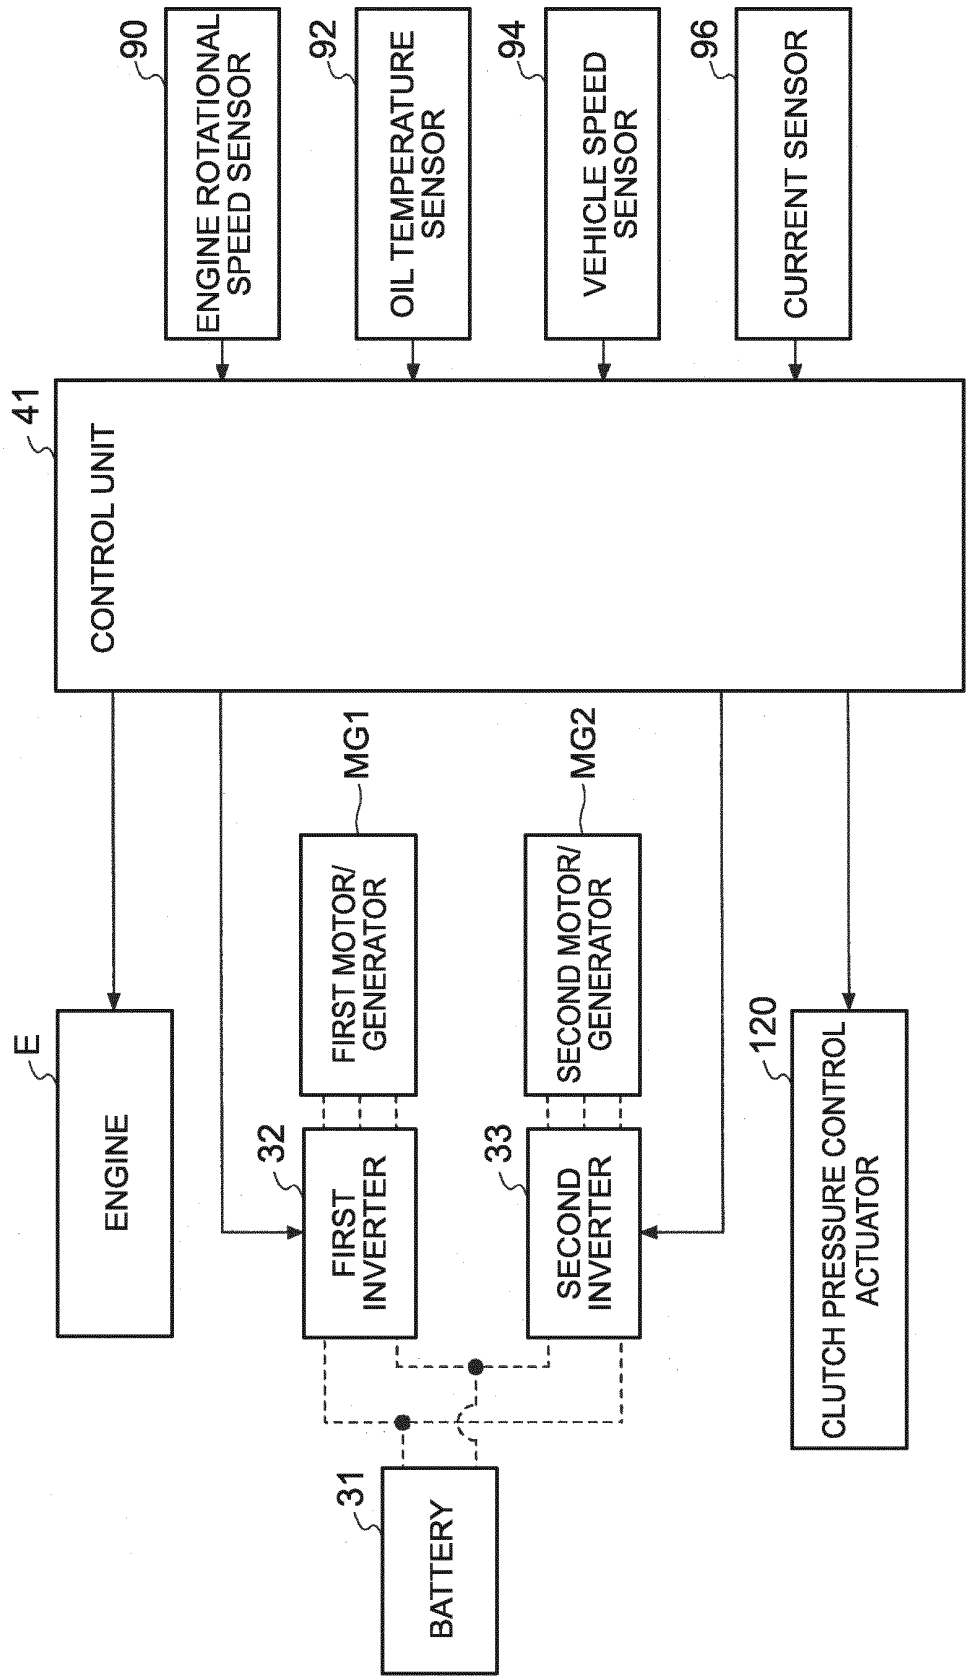 90
ENGINE ROTATIONAL
SPEED SENSOR
92
OIL TEMPERATURE
SENSOR
94
VEHICLE SPEED
SENSOR
96
CURRENT SENSOR
41
CONTROL UNIT
MG1
FIRST MOTOR/
GENERATOR
MG2
SECOND MOTOR/
GENERATOR
E
ENGINE
32
FIRST
INVERTER
33
SECOND
INVERTER
120
CLUTCH PRESSURE CONTROL
ACTUATOR
31
BATTERY